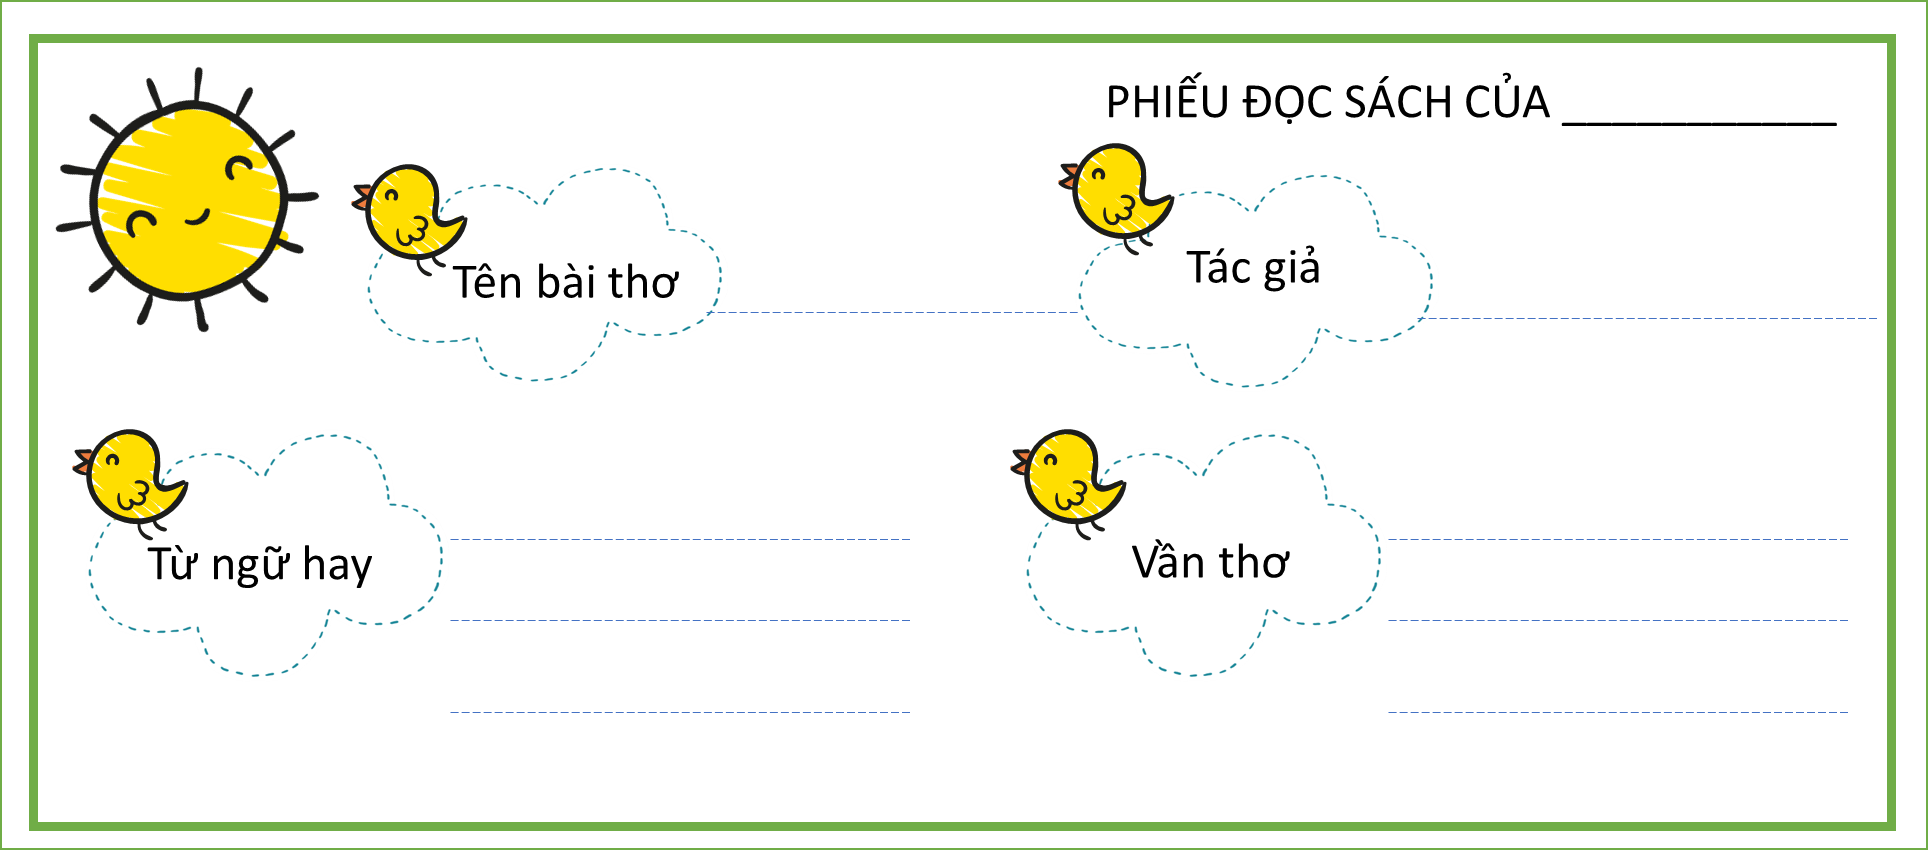 PHIẾU ĐỌC SÁCH CỦA ___________
Tên bài thơ
Tác giả
Từ ngữ hay
Vần thơ